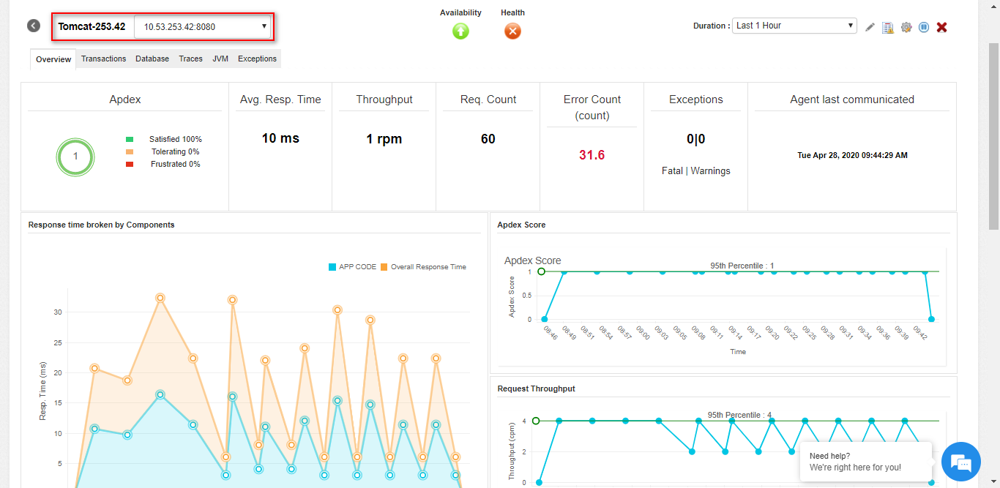 Availability
Health
Tomcat-253.42
10.53.253.42:8080
Duration :
Last 1 Hour
Overview
Transactions
Database
Traces
JVM
Exceptions
Apdex
1
Satisfied 100%
Tolerating 0%
Frustrated 0%
Avg. Resp. Time
10 ms
Throughput
1 rpm
Req. Count
60
Error Count
(count)
31.6
Exceptions
0|0
Fatal | Warnings
Agent last communicated
Tue Apr 28, 2020 09:44:29 AM
Response time broken by Components
APP CODE
Overall Response Time
Resp. Time (ms)
30
25
20
15
10
5
Apdex Score
Apdex Score
95th Percentile : 1
Apdex Score
1
0.5
0
08:46
08:49
08:51
08:54
08:57
09:00
09:03
09:05
09:08
09:11
09:14
09:17
09:20
09:22
09:25
09:28
09:31
09:34
09:36
09:39
09:42
Time
Request Throughput
95th Percentile : 4
Throughput (cpm)
4
2
0
Need help?
We're right here for you!